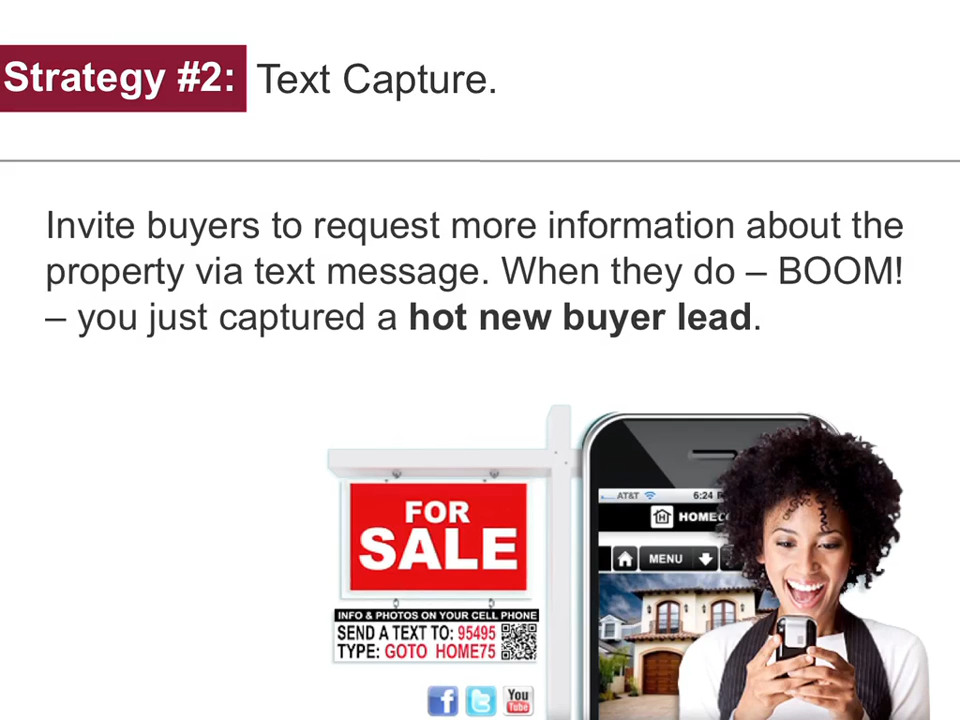 Strategy #2: Text Capture.
Invite buyers to request more information about the
property via text message. When they do – BOOM!
– you just captured a hot new buyer lead.
FOR
SALE
INFO & PHOTOS ON YOUR CELL PHONE
SEND A TEXT TO: 95495
TYPE: GOTO HOME75
AT&T 6:24
MENU
f t You
Tube